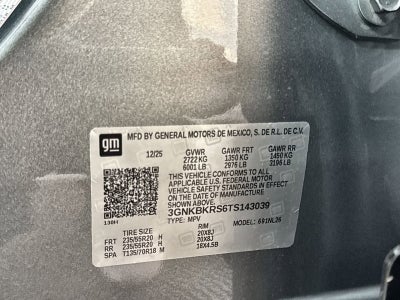 gm
MFD BY GENERAL MOTORS DE MEXICO, S. DE R.L. DE C.V.
12/25 GVWR GAWR FRT GAWR RR
2722 KG 1350 KG 1450 KG
6001 LB 2976 LB 3196 LB
THIS VEHICLE CONFORMS TO ALL
APPLICABLE U.S. FEDERAL MOTOR
VEHICLE SAFETY STANDARDS IN
EFFECT ON THE DATE OF
MANUFACTURE SHOWN ABOVE.
3GNKBKRS6TS143039
TYPE: MPV MODEL: 691NL26
TIRE SIZE RIM
FRT 235/55R20 H 20X8J
RR 235/55R20 H 20X8J
SPA T135/70R18 M 18X4.5B